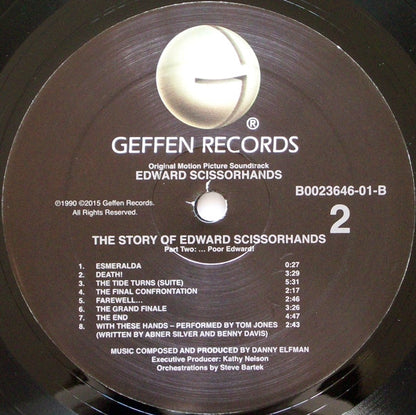 GEFFEN RECORDS ®
Original Motion Picture Soundtrack
EDWARD SCISSORHANDS
℗1990 ©2015 Geffen Records.
All Rights Reserved.
B0023646-01-B
2
THE STORY OF EDWARD SCISSORHANDS
Part Two: ... Poor Edward!
1. ESMERALDA 0:27
2. DEATH! 3:29
3. THE TIDE TURNS (SUITE) 5:31
4. THE FINAL CONFRONTATION 2:17
5. FAREWELL... 2:46
6. THE GRAND FINALE 3:26
7. THE END 4:47
8. WITH THESE HANDS – PERFORMED BY TOM JONES 2:43
(WRITTEN BY ABNER SILVER AND BENNY DAVIS)
MUSIC COMPOSED AND PRODUCED BY DANNY ELFMAN
Executive Producer: Kathy Nelson
Orchestrations by Steve Bartek